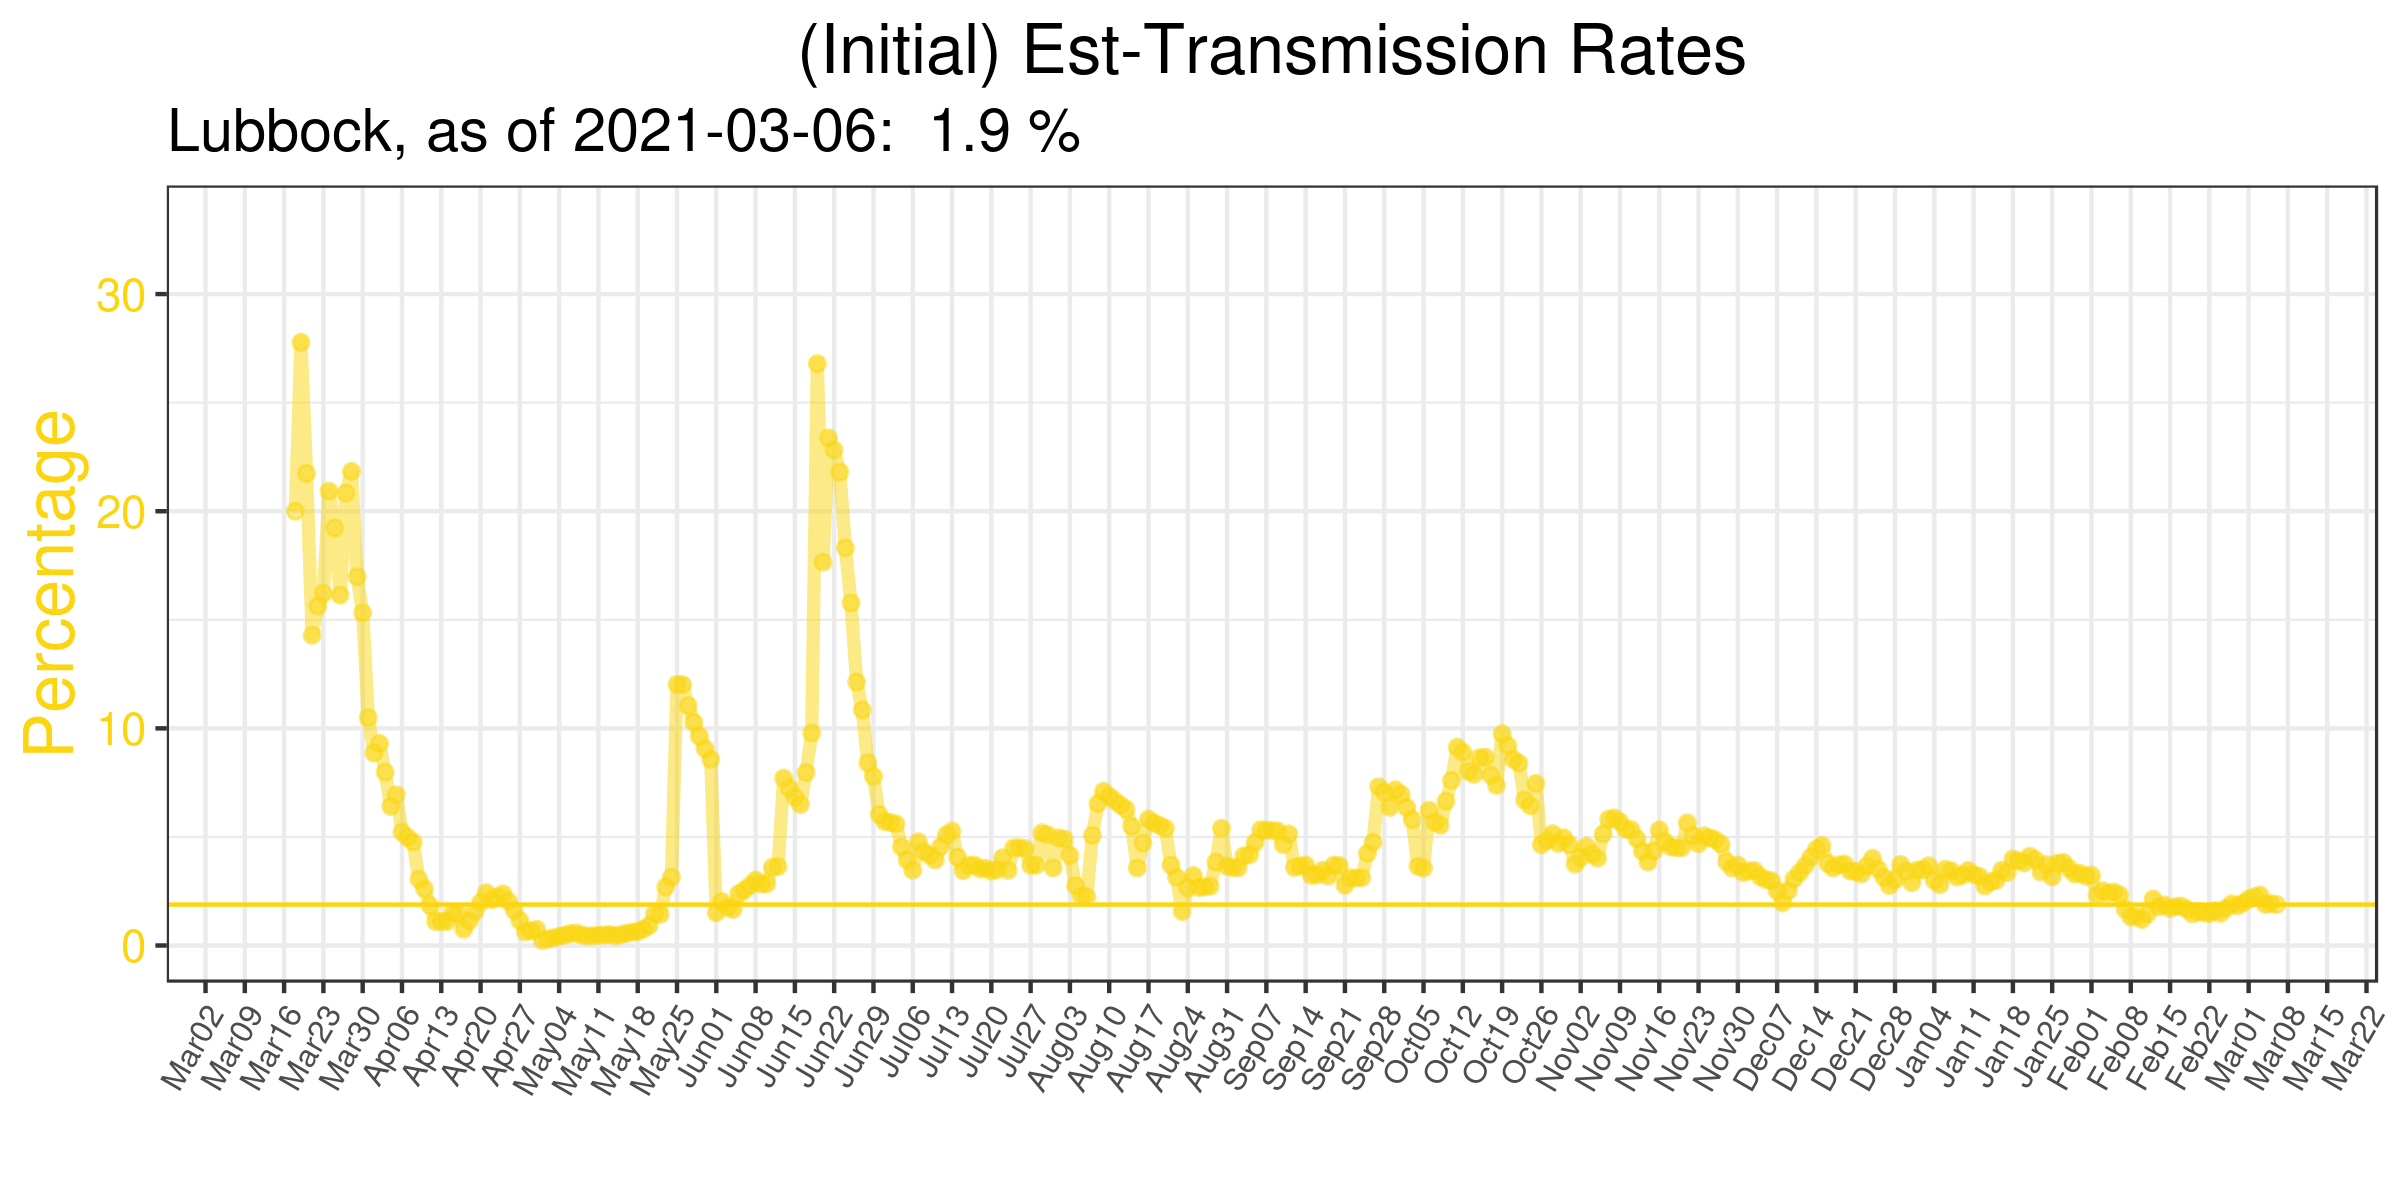 (Initial) Est-Transmission Rates
Lubbock, as of 2021-03-06:  1.9 %
Percentage
30
20
10
0
Mar02 Mar09 Mar16 Mar23 Mar30 Apr06 Apr13 Apr20 Apr27 May04 May11 May18 May25 Jun01 Jun08 Jun15 Jun22 Jun29 Jul06 Jul13 Jul20 Jul27 Aug03 Aug10 Aug17 Aug24 Aug31 Sep07 Sep14 Sep21 Sep28 Oct05 Oct12 Oct19 Oct26 Nov02 Nov09 Nov16 Nov23 Nov30 Dec07 Dec14 Dec21 Dec28 Jan04 Jan11 Jan18 Jan25 Feb01 Feb08 Feb15 Feb22 Mar01 Mar08 Mar15 Mar22